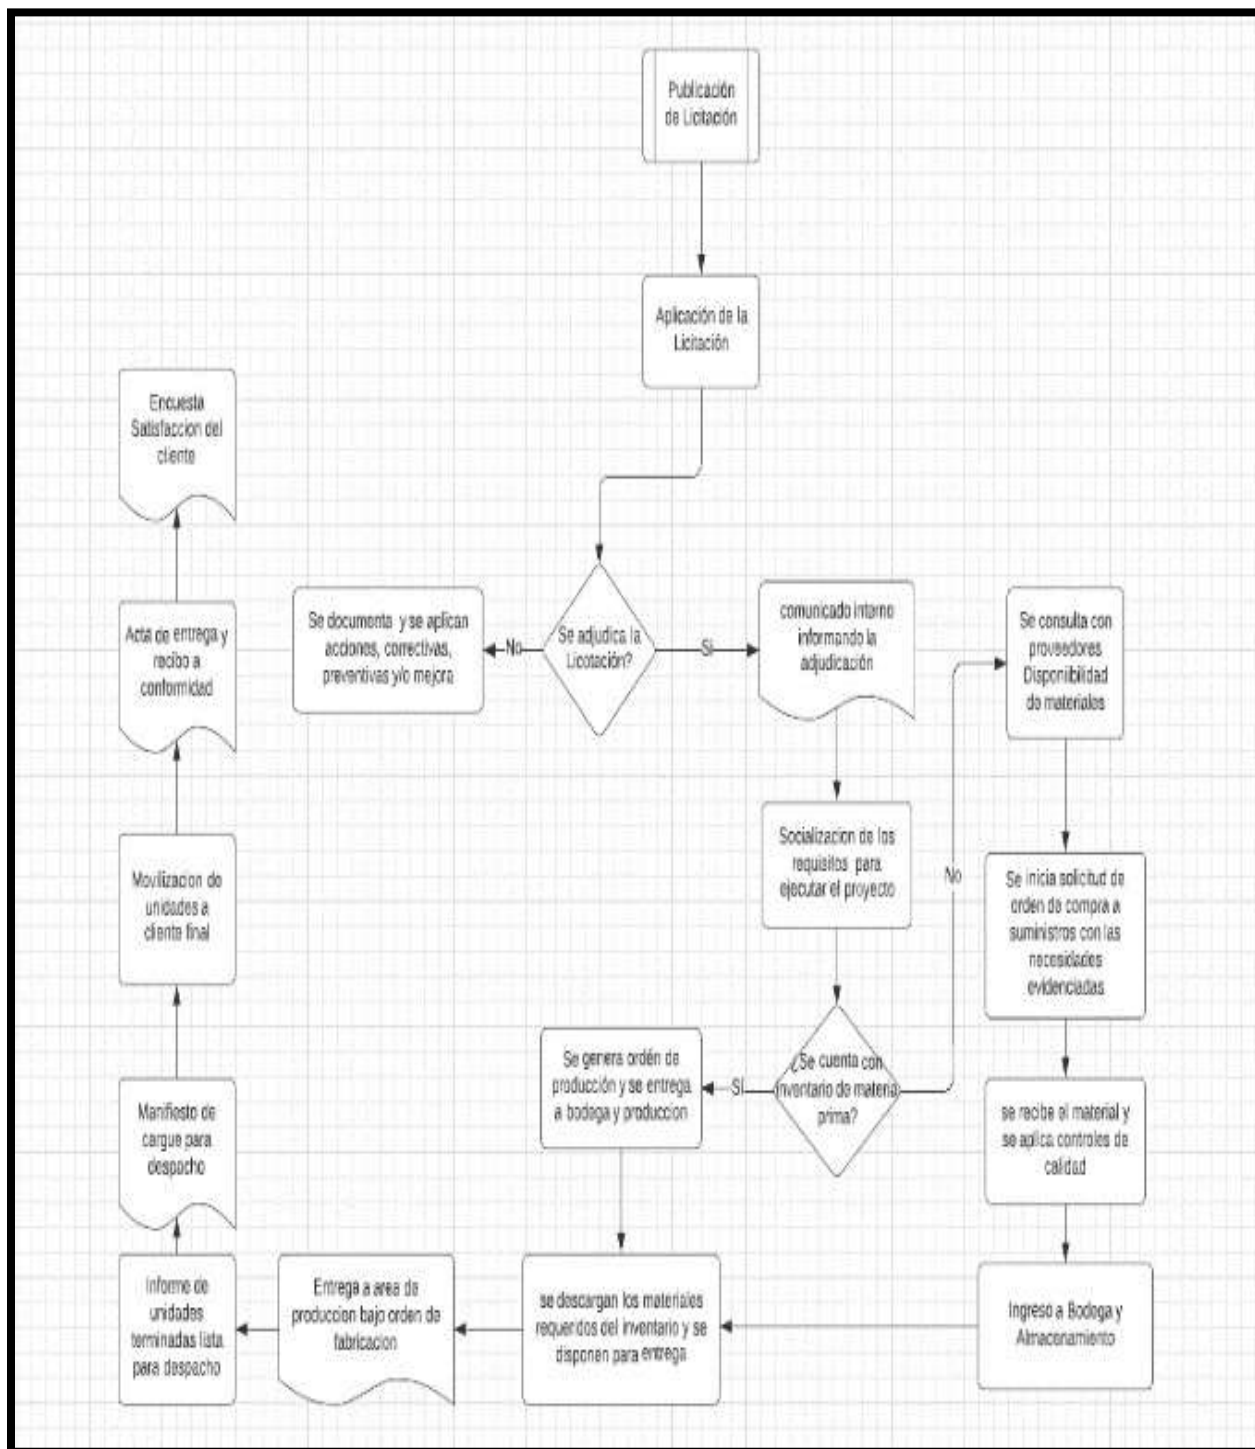 Publicación
de Licitación
Aplicación de la
Licitación
Encuesta
Satisfaccion del
cliente
Acta de entrega y
recibo a
conformidad
Se documenta y se aplican
acciones, correctivas,
preventivas y/o mejora
No
Se adjudica la
Licotación?
Si
comunicado interno
informando la
adjudicación
Se consulta con
proveedores
Disponibilidad
de materiales
Movilizacion de
unidades a
cliente final
Socializacion de los
requisitos para
ejecutar el proyecto
No
Se inicia solicitud de
orden de compra a
suministros con las
necesidades
evidenciadas
Manifiesto de
cargue para
despacho
Se genera ordén de
producción y se entrega
a bodega y produccion
SI
¿Se cuenta con
inventario de materia
prima?
se recibe el material y
se aplica controles de
calidad
Informe de
unidades
terminadas lista
para despacho
Entrega a area de
produccion bajo orden de
fabricacion
se descargan los materiales
requeridos del inventario y se
disponen para entrega
Ingreso a Bodega y
Almacenamiento